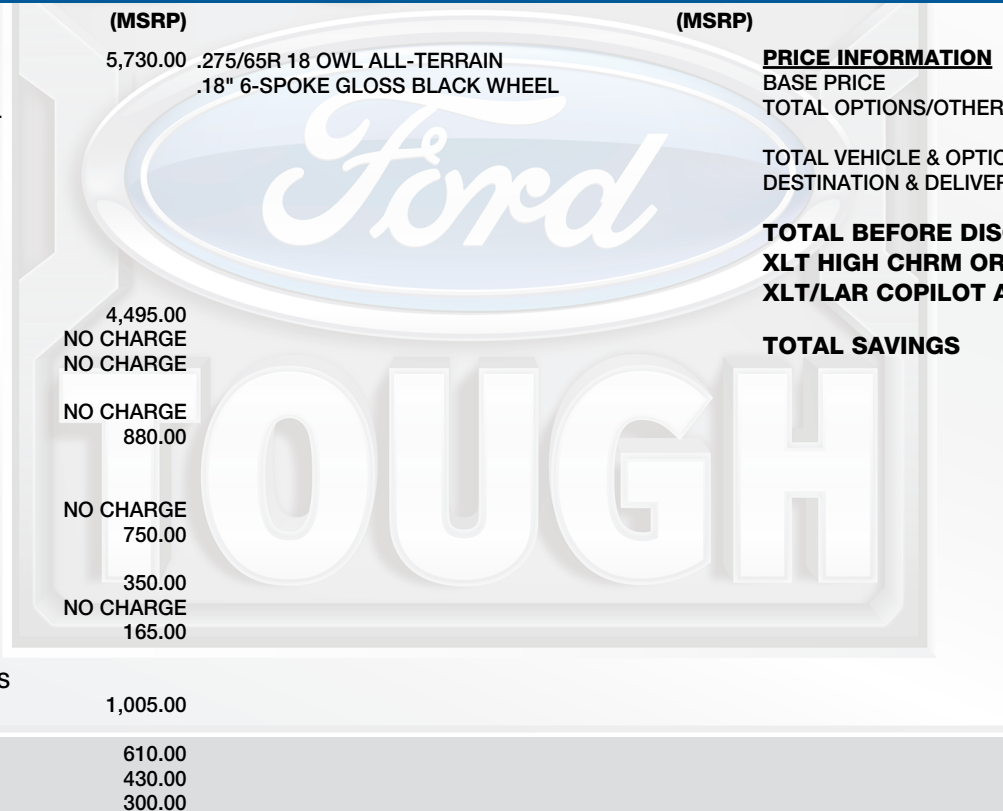 (MSRP) (MSRP)
5,730.00 .275/65R 18 OWL ALL-TERRAIN
.18" 6-SPOKE GLOSS BLACK WHEEL
4,495.00
NO CHARGE
NO CHARGE
NO CHARGE
880.00
NO CHARGE
750.00
350.00
NO CHARGE
165.00
S
1,005.00
610.00
430.00
300.00
PRICE INFORMATION
BASE PRICE
TOTAL OPTIONS/OTHER
TOTAL VEHICLE & OPTIO
DESTINATION & DELIVER
TOTAL BEFORE DIS
XLT HIGH CHRM OR
XLT/LAR COPILOT A
TOTAL SAVINGS
Ford
TOUGH